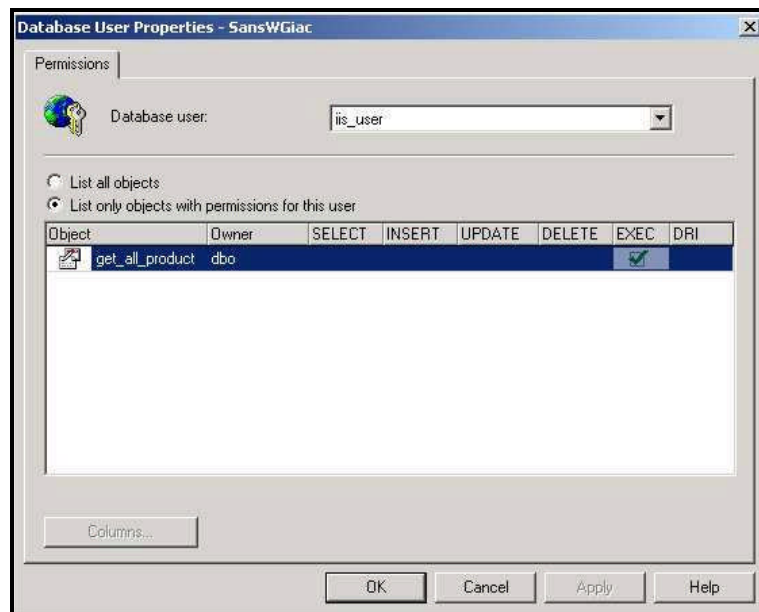 Database User Properties - SansWGiac
Permissions
Database user:
iis_user
List all objects
List only objects with permissions for this user
Object Owner SELECT INSERT UPDATE DELETE EXEC DRI
get_all_product dbo
Columns...
OK Cancel Apply Help